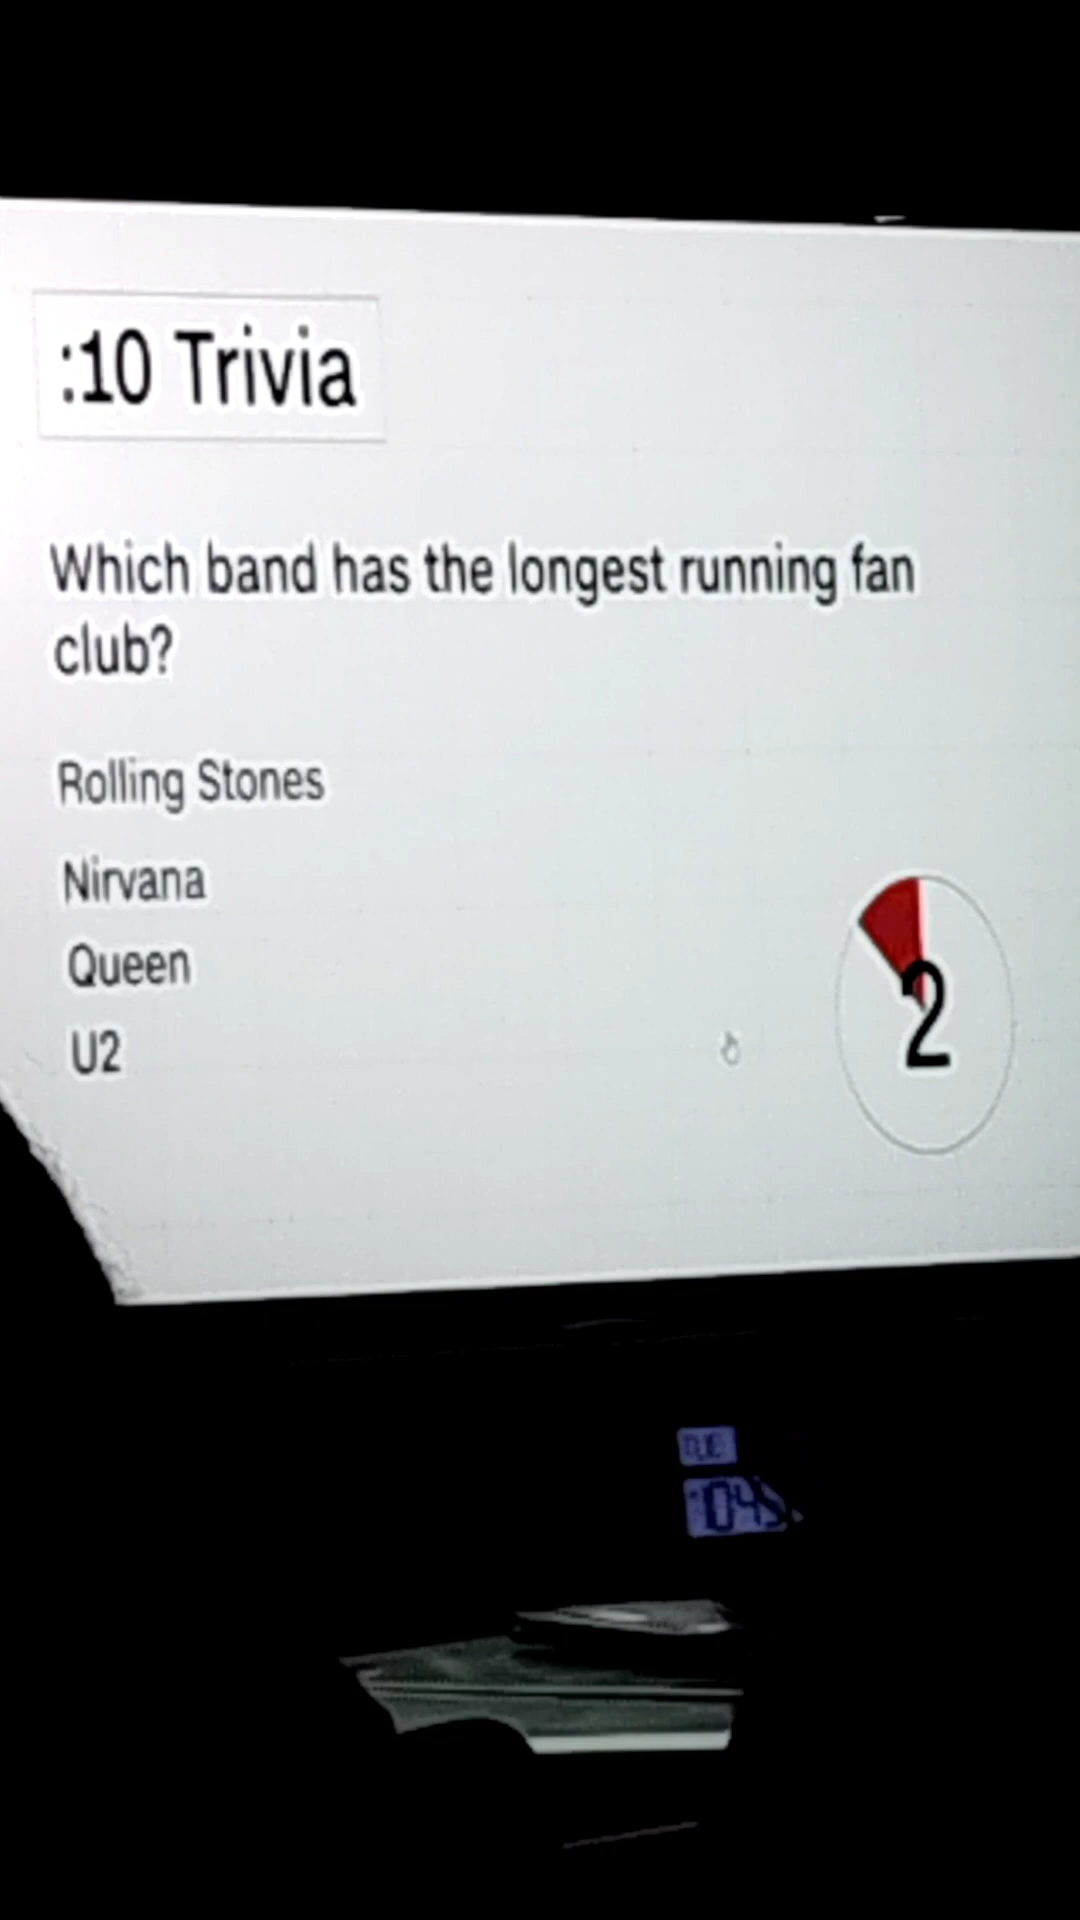 :10 Trivia
Which band has the longest running fan
club?
Rolling Stones
Nirvana
Queen
U2
2